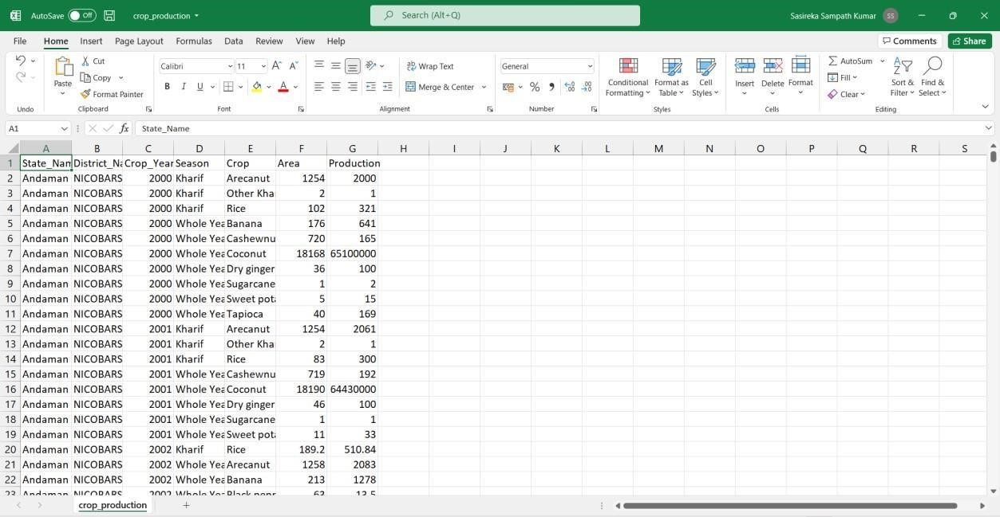 AutoSave Off crop_production Search (Alt+Q) Sasireka Sampath Kumar SS
File Home Insert Page Layout Formulas Data Review View Help Comments Share
Cut
Copy
Format Painter
Paste
Undo Clipboard
Calibri 11 A A
B I U A
Font
ab Wrap Text
Merge & Center
Alignment
General
% 9
Number
Conditional Formatting Format as Table Cell Styles
Styles
Insert Delete Format
Cells
AutoSum
Fill
Clear
Sort & Filter Find & Select
Editing
A1 fx State_Name
A B C D E F G H I J K L M N O P Q R S
1 State_Nam District_Na Crop_Year Season Crop Area Production
2 Andaman NICOBARS 2000 Kharif Arecanut 1254 2000
3 Andaman NICOBARS 2000 Kharif Other Kha 2 1
4 Andaman NICOBARS 2000 Kharif Rice 102 321
5 Andaman NICOBARS 2000 Whole Yea Banana 176 641
6 Andaman NICOBARS 2000 Whole Yea Cashewnu 720 165
7 Andaman NICOBARS 2000 Whole Yea Coconut 18168 65100000
8 Andaman NICOBARS 2000 Whole Yea Dry ginger 36 100
9 Andaman NICOBARS 2000 Whole Yea Sugarcane 1 2
10 Andaman NICOBARS 2000 Whole Yea Sweet pota 5 15
11 Andaman NICOBARS 2000 Whole Yea Tapioca 40 169
12 Andaman NICOBARS 2001 Kharif Arecanut 1254 2061
13 Andaman NICOBARS 2001 Kharif Other Kha 2 1
14 Andaman NICOBARS 2001 Kharif Rice 83 300
15 Andaman NICOBARS 2001 Whole Yea Cashewnu 719 192
16 Andaman NICOBARS 2001 Whole Yea Coconut 18190 64430000
17 Andaman NICOBARS 2001 Whole Yea Dry ginger 46 100
18 Andaman NICOBARS 2001 Whole Yea Sugarcane 1 1
19 Andaman NICOBARS 2001 Whole Yea Sweet pota 11 33
20 Andaman NICOBARS 2002 Kharif Rice 189.2 510.84
21 Andaman NICOBARS 2002 Whole Yea Arecanut 1258 2083
22 Andaman NICOBARS 2002 Whole Yea Banana 213 1278
23 Andaman NICOBARS 2002 Whole Yea Black pepp 63 13.5
crop_production